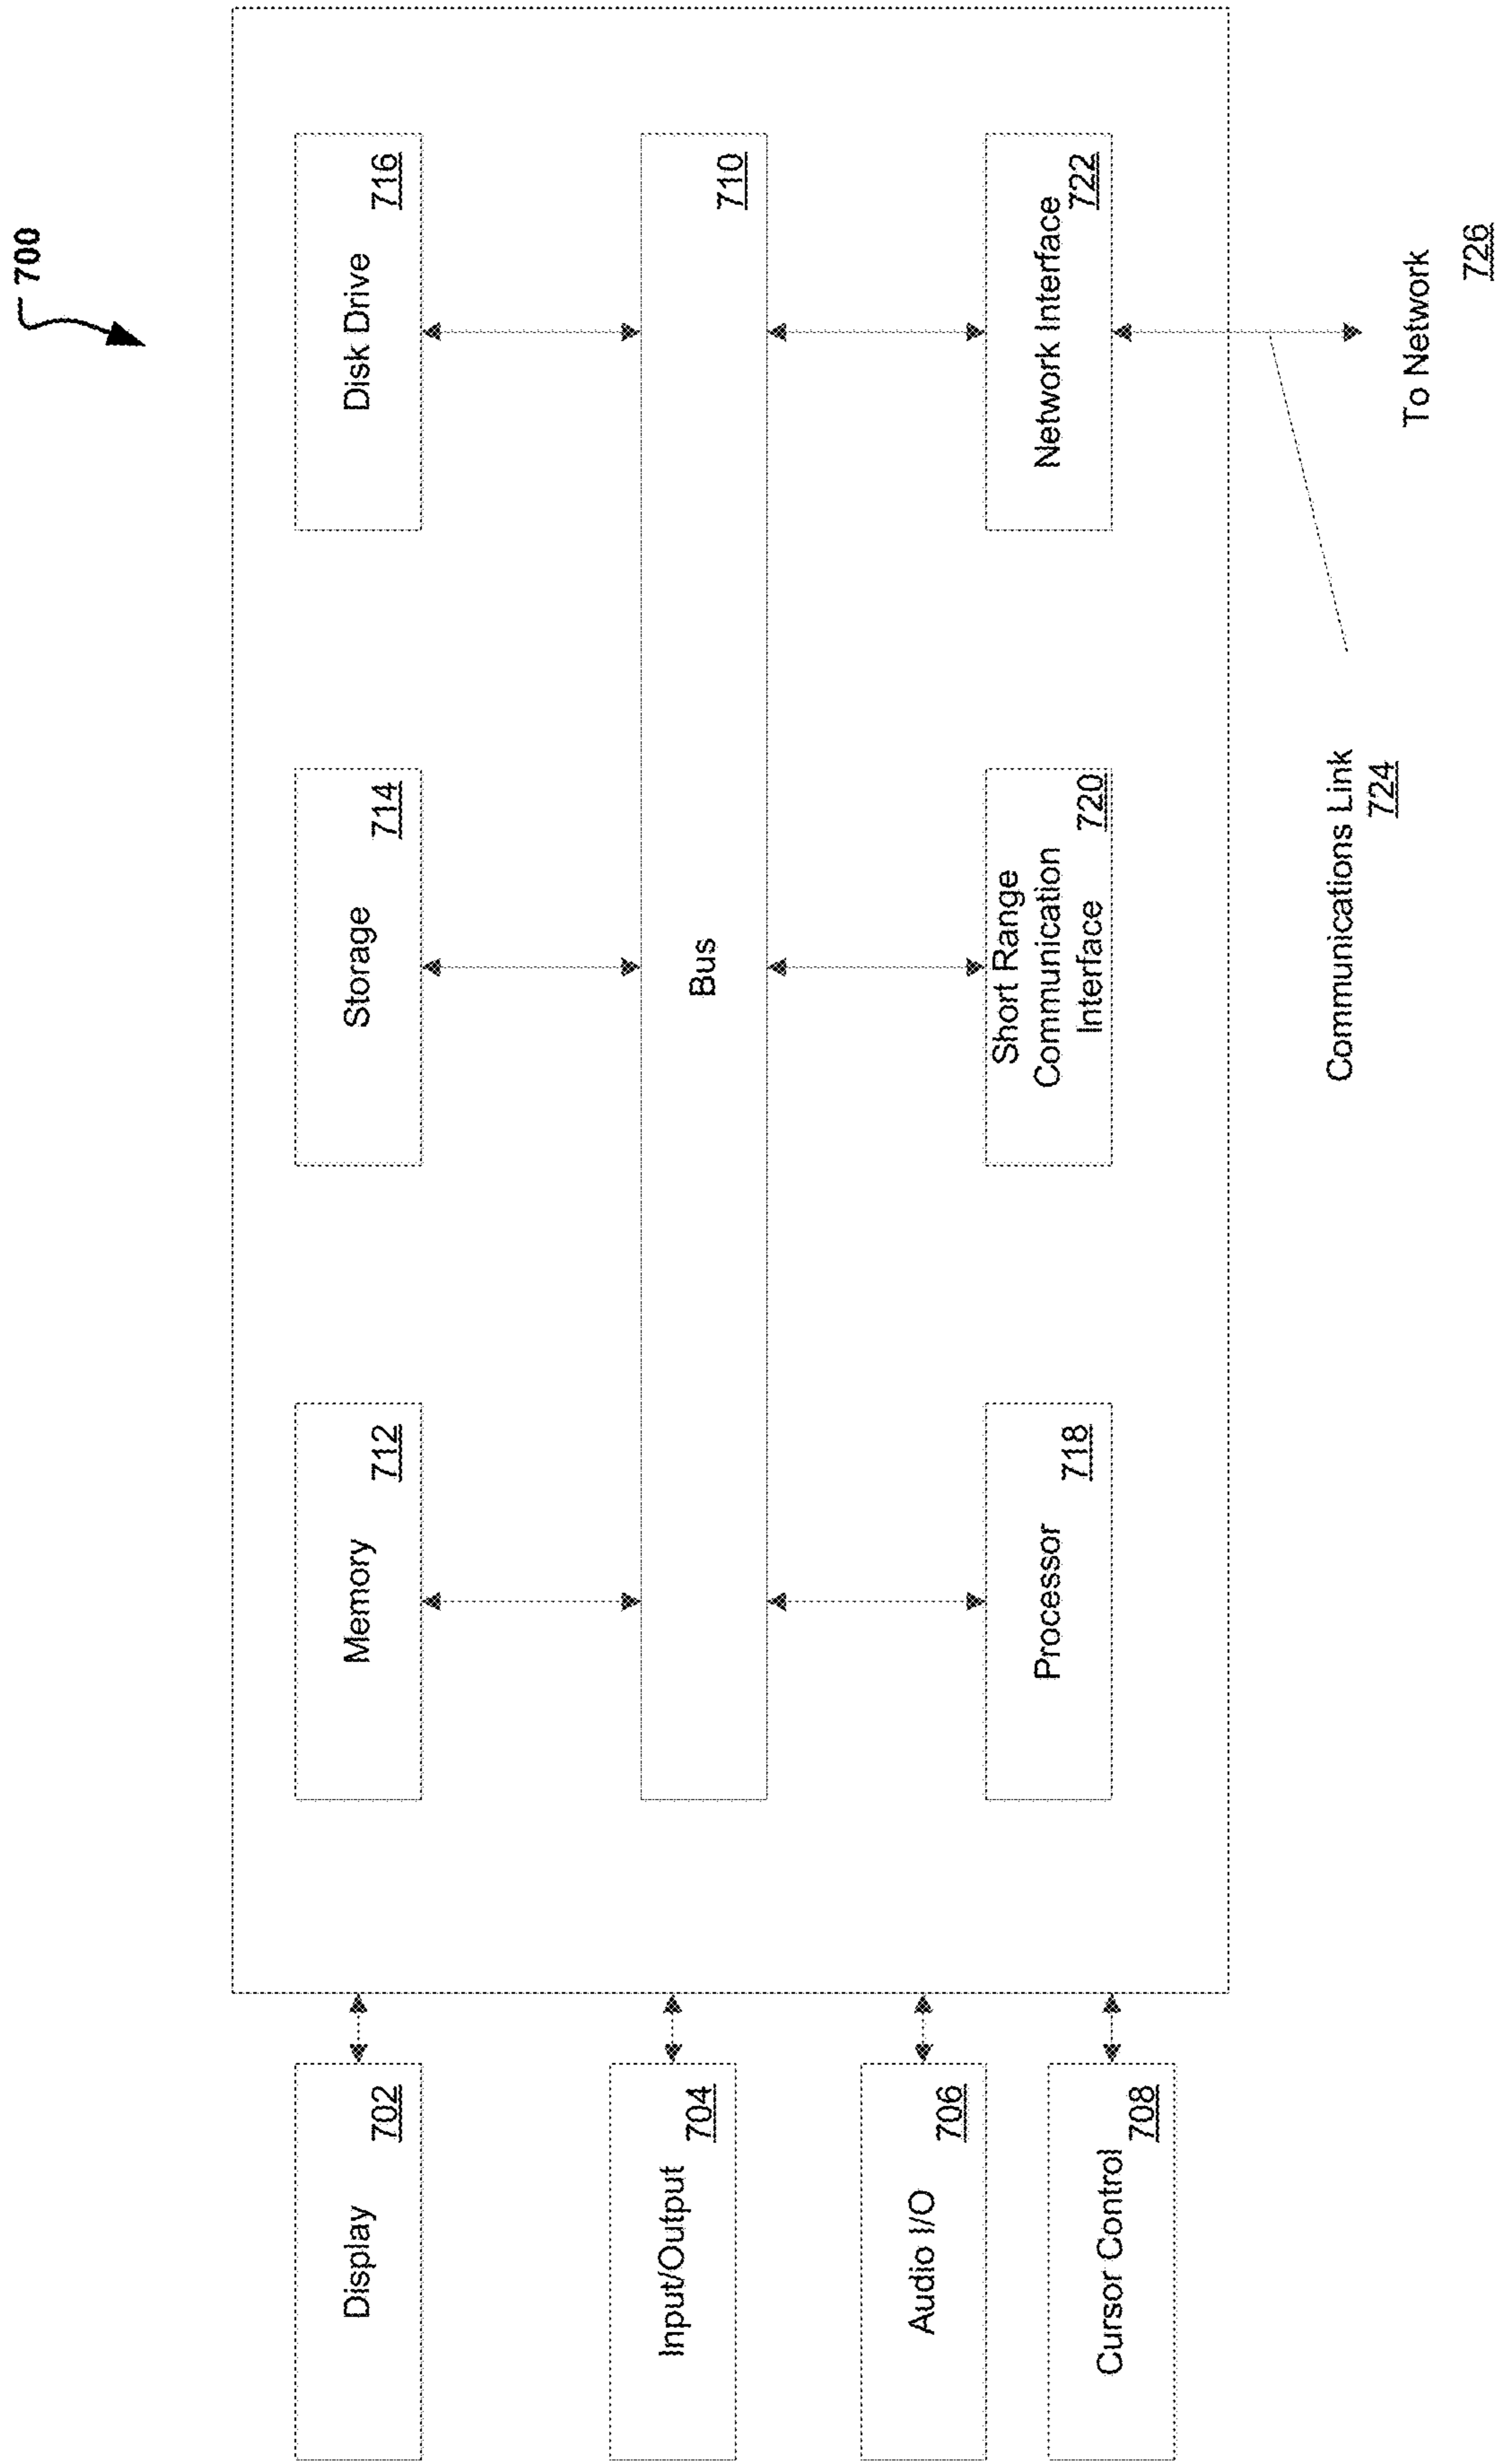 700
Display
702
Input/Output
704
Audio I/O
706
Cursor Control
708
Memory
712
Storage
714
Disk Drive
716
Bus
710
Processor
718
Short Range
Communication
Interface
720
Network Interface
722
Communications Link
724
To Network
726